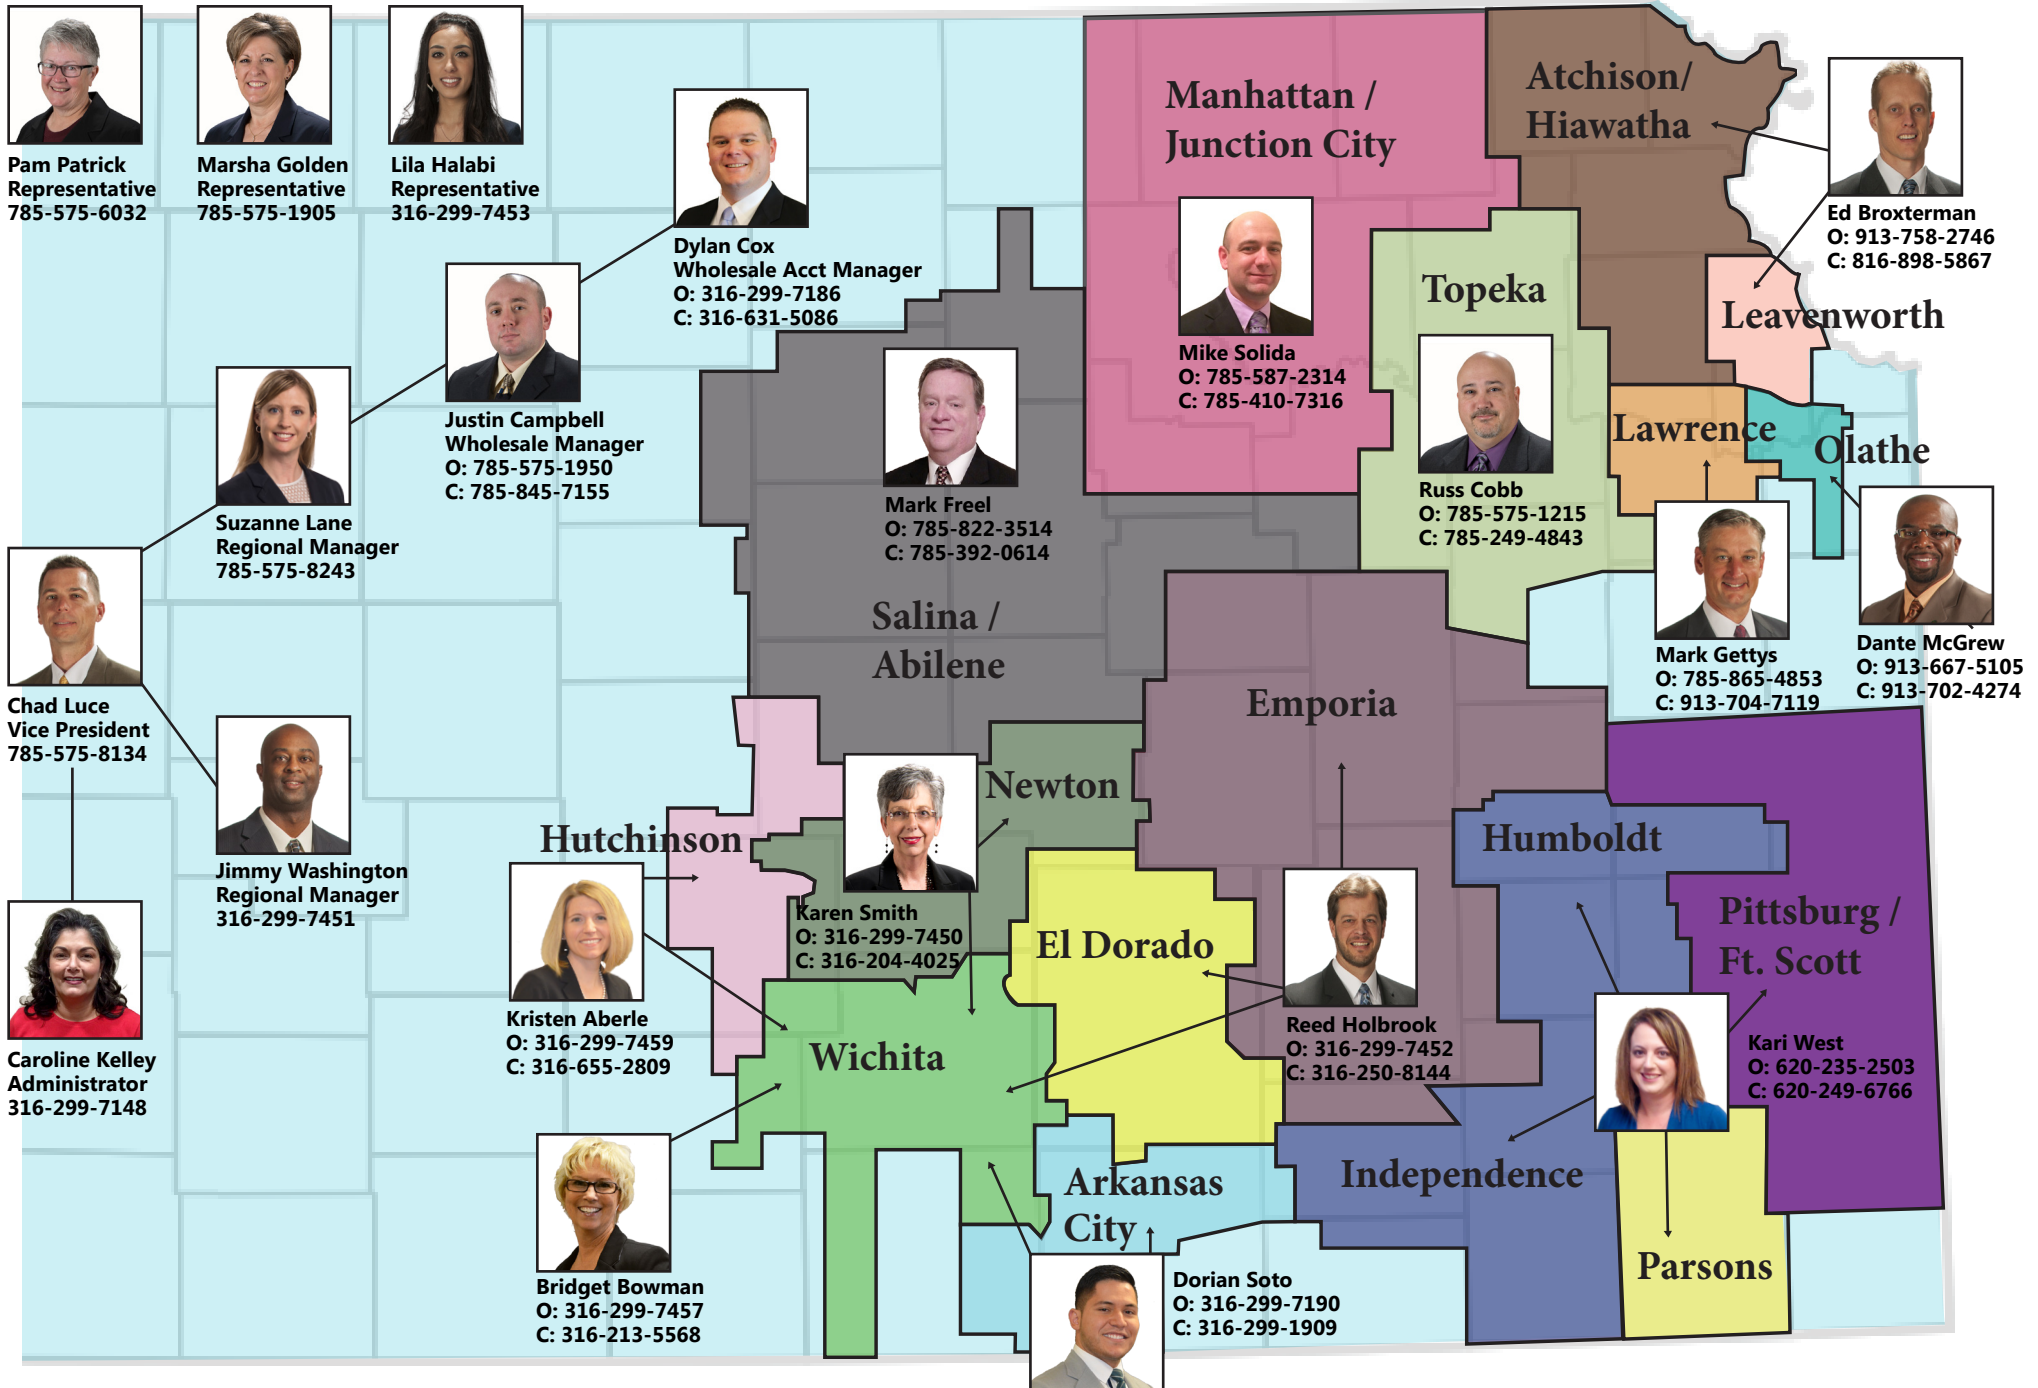 Pam Patrick
Representative
785-575-6032
Marsha Golden
Representative
785-575-1905
Lila Halabi
Representative
316-299-7453
Dylan Cox
Wholesale Acct Manager
O: 316-299-7186
C: 316-631-5086
Justin Campbell
Wholesale Manager
O: 785-575-1950
C: 785-845-7155
Suzanne Lane
Regional Manager
785-575-8243
Chad Luce
Vice President
785-575-8134
Jimmy Washington
Regional Manager
316-299-7451
Caroline Kelley
Administrator
316-299-7148
Manhattan /
Junction City
Mike Solida
O: 785-587-2314
C: 785-410-7316
Atchison/
Hiawatha
Ed Broxterman
O: 913-758-2746
C: 816-898-5867
Topeka
Russ Cobb
O: 785-575-1215
C: 785-249-4843
Leavenworth
Lawrence
Olathe
Mark Gettys
O: 785-865-4853
C: 913-704-7119
Dante McGrew
O: 913-667-5105
C: 913-702-4274
Mark Freel
O: 785-822-3514
C: 785-392-0614
Salina /
Abilene
Emporia
Newton
Hutchinson
Karen Smith
O: 316-299-7450
C: 316-204-4025
El Dorado
Humboldt
Pittsburg /
Ft. Scott
Kristen Aberle
O: 316-299-7459
C: 316-655-2809
Wichita
Reed Holbrook
O: 316-299-7452
C: 316-250-8144
Kari West
O: 620-235-2503
C: 620-249-6766
Bridget Bowman
O: 316-299-7457
C: 316-213-5568
Arkansas
City
Independence
Parsons
Dorian Soto
O: 316-299-7190
C: 316-299-1909